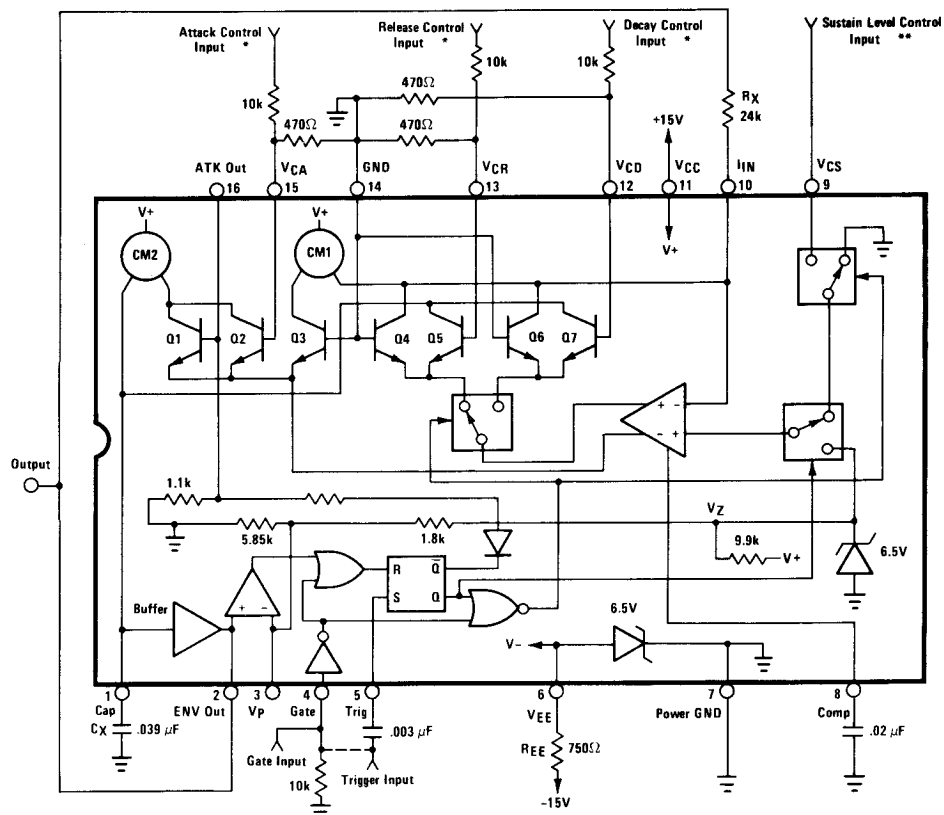 Attack Control Input *
Release Control Input *
Decay Control Input *
Sustain Level Control Input **
10k
10k
10k
470Ω
470Ω
470Ω
RX
24k
+15V
ATK Out
VCA
GND
VCR
VCD
VCC
IIN
VCS
16
15
14
13
12
11
10
9
V+
V+
V+
CM2
CM1
Q1
Q2
Q3
Q4
Q5
Q6
Q7
+
−
−
+
Output
1.1k
5.85k
1.8k
VZ
9.9k
V+
6.5V
R
Q̅
S
Q
Buffer
+
−
6.5V
V-
1
2
3
4
5
6
7
8
Cap
ENV Out
VP
Gate
Trig
VEE
Power GND
Comp
CX
.039 μF
.003 μF
.02 μF
Gate Input
Trigger Input
10k
REE
750Ω
-15V